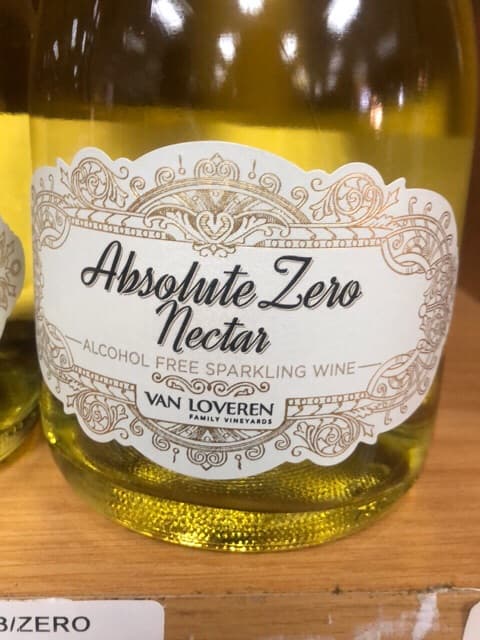 Absolute Zero
Nectar
ALCOHOL FREE SPARKLING WINE
VAN LOVEREN
FAMILY VINEYARDS
/ZERO